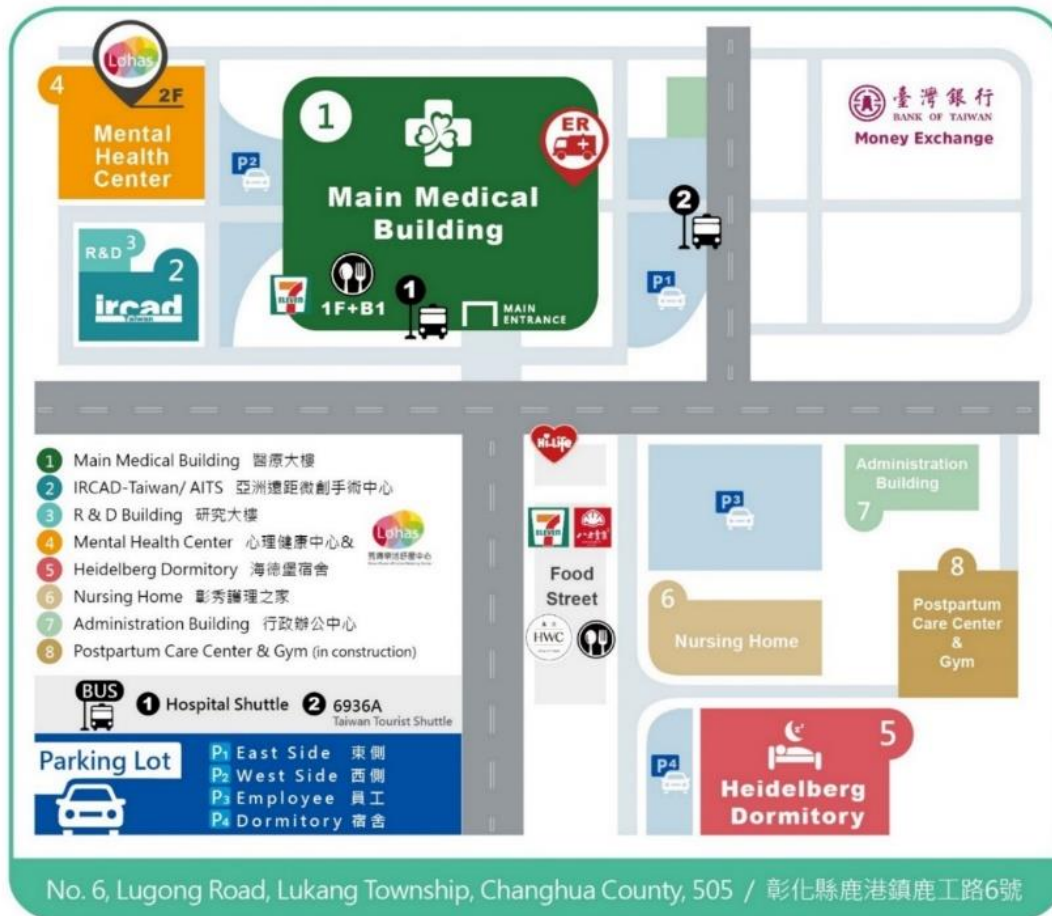 Lohas
2F
4
Mental
Health
Center
P2
1
ER
Main Medical
Building
臺灣銀行
BANK OF TAIWAN
Money Exchange
2
P1
R&D 3
2
ircad
Taiwan
7
ELEVEN
1F+B1
1
MAIN
ENTRANCE
1 Main Medical Building 醫療大樓
2 IRCAD-Taiwan/ AITS 亞洲遠距微創手術中心
3 R & D Building 研究大樓
4 Mental Health Center 心理健康中心&
Lohas
5 Heidelberg Dormitory 海德堡宿舍
6 Nursing Home 彰秀護理之家
7 Administration Building 行政辦公中心
8 Postpartum Care Center & Gym (in construction)
BUS
1 Hospital Shuttle 2 6936A
Taiwan Tourist Shuttle
Parking Lot
P1 East Side 東側
P2 West Side 西側
P3 Employee 員工
P4 Dormitory 宿舍
Hi-Life
7
ELEVEN
Food
Street
HWC
P3
Administration
Building
7
6
Nursing Home
8
Postpartum
Care Center
&
Gym
P4
5
Heidelberg
Dormitory
No. 6, Lugong Road, Lukang Township, Changhua County, 505 / 彰化縣鹿港鎮鹿工路6號